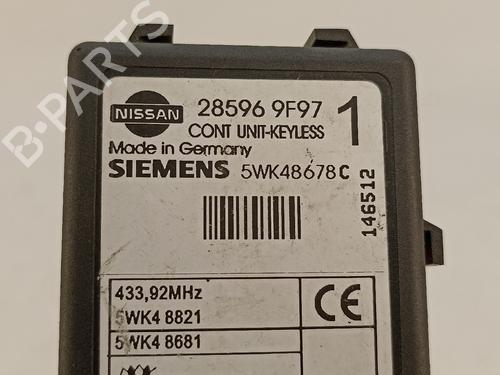 B-PARTS
NISSAN
28596 9F97 1
CONT UNIT-KEYLESS
Made in Germany
SIEMENS 5WK48678 C
146512
433,92MHz
5WK4 8821
5WK4 8681
CE